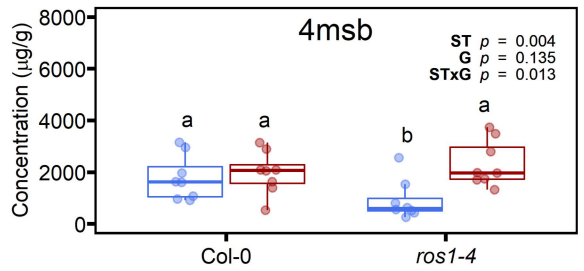 4msb
ST p = 0.004
G p = 0.135
STxG p = 0.013
Concentration (µg/g)
8000
6000
4000
2000
0
a
a
b
a
Col-0
ros1-4